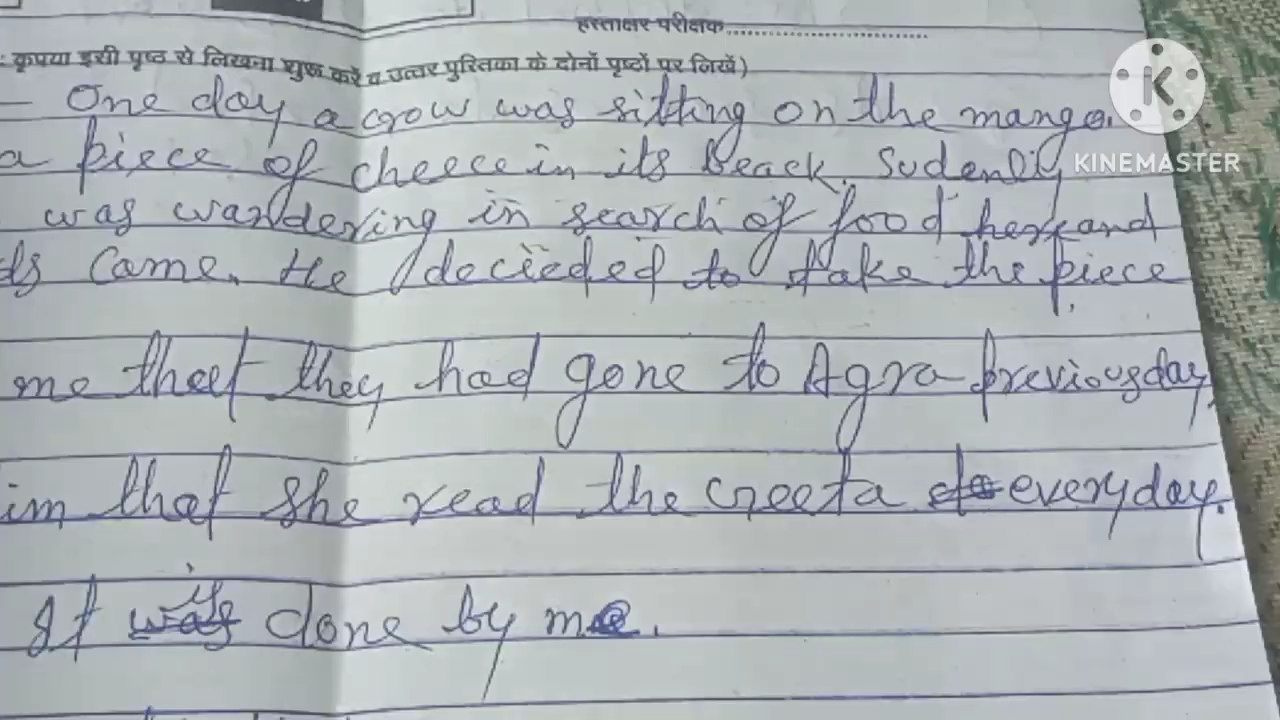 हस्ताक्षर परीक्षक..............................
: कृपया इसी पृष्ठ से लिखना शुरू करें व उत्तर पुस्तिका के दोनों पृष्ठों पर लिखें)
– One day a crow was sitting on the mango.
a piece of cheece in its beack. Sudenly
KINEMASTER
was wandering in search of food here and
ds came. He decieded to take the piece
me that they had gone to Agra previous day.
im that she read the Geeta everyday.
It is done by me.